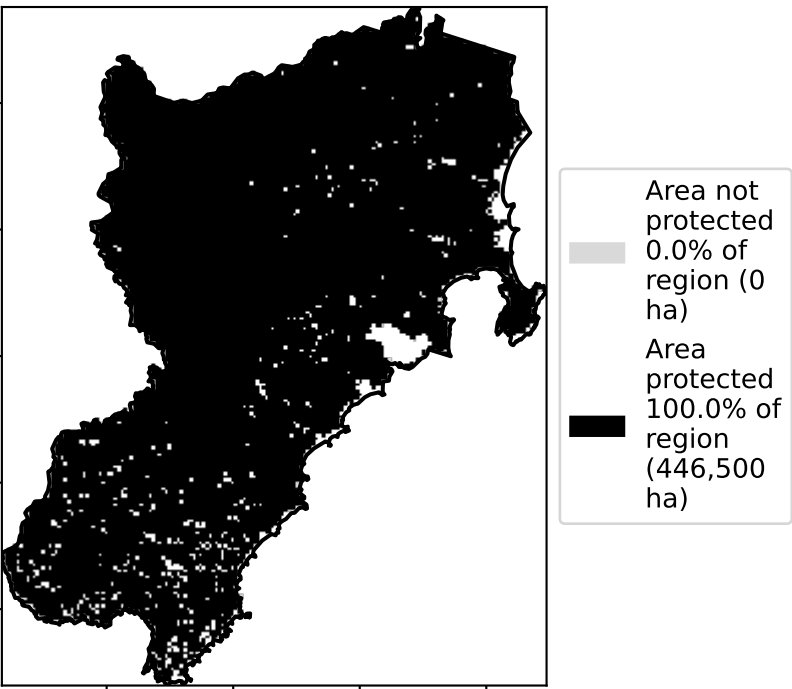 Area not
protected
0.0% of
region (0
ha)
Area
protected
100.0% of
region
(446,500
ha)